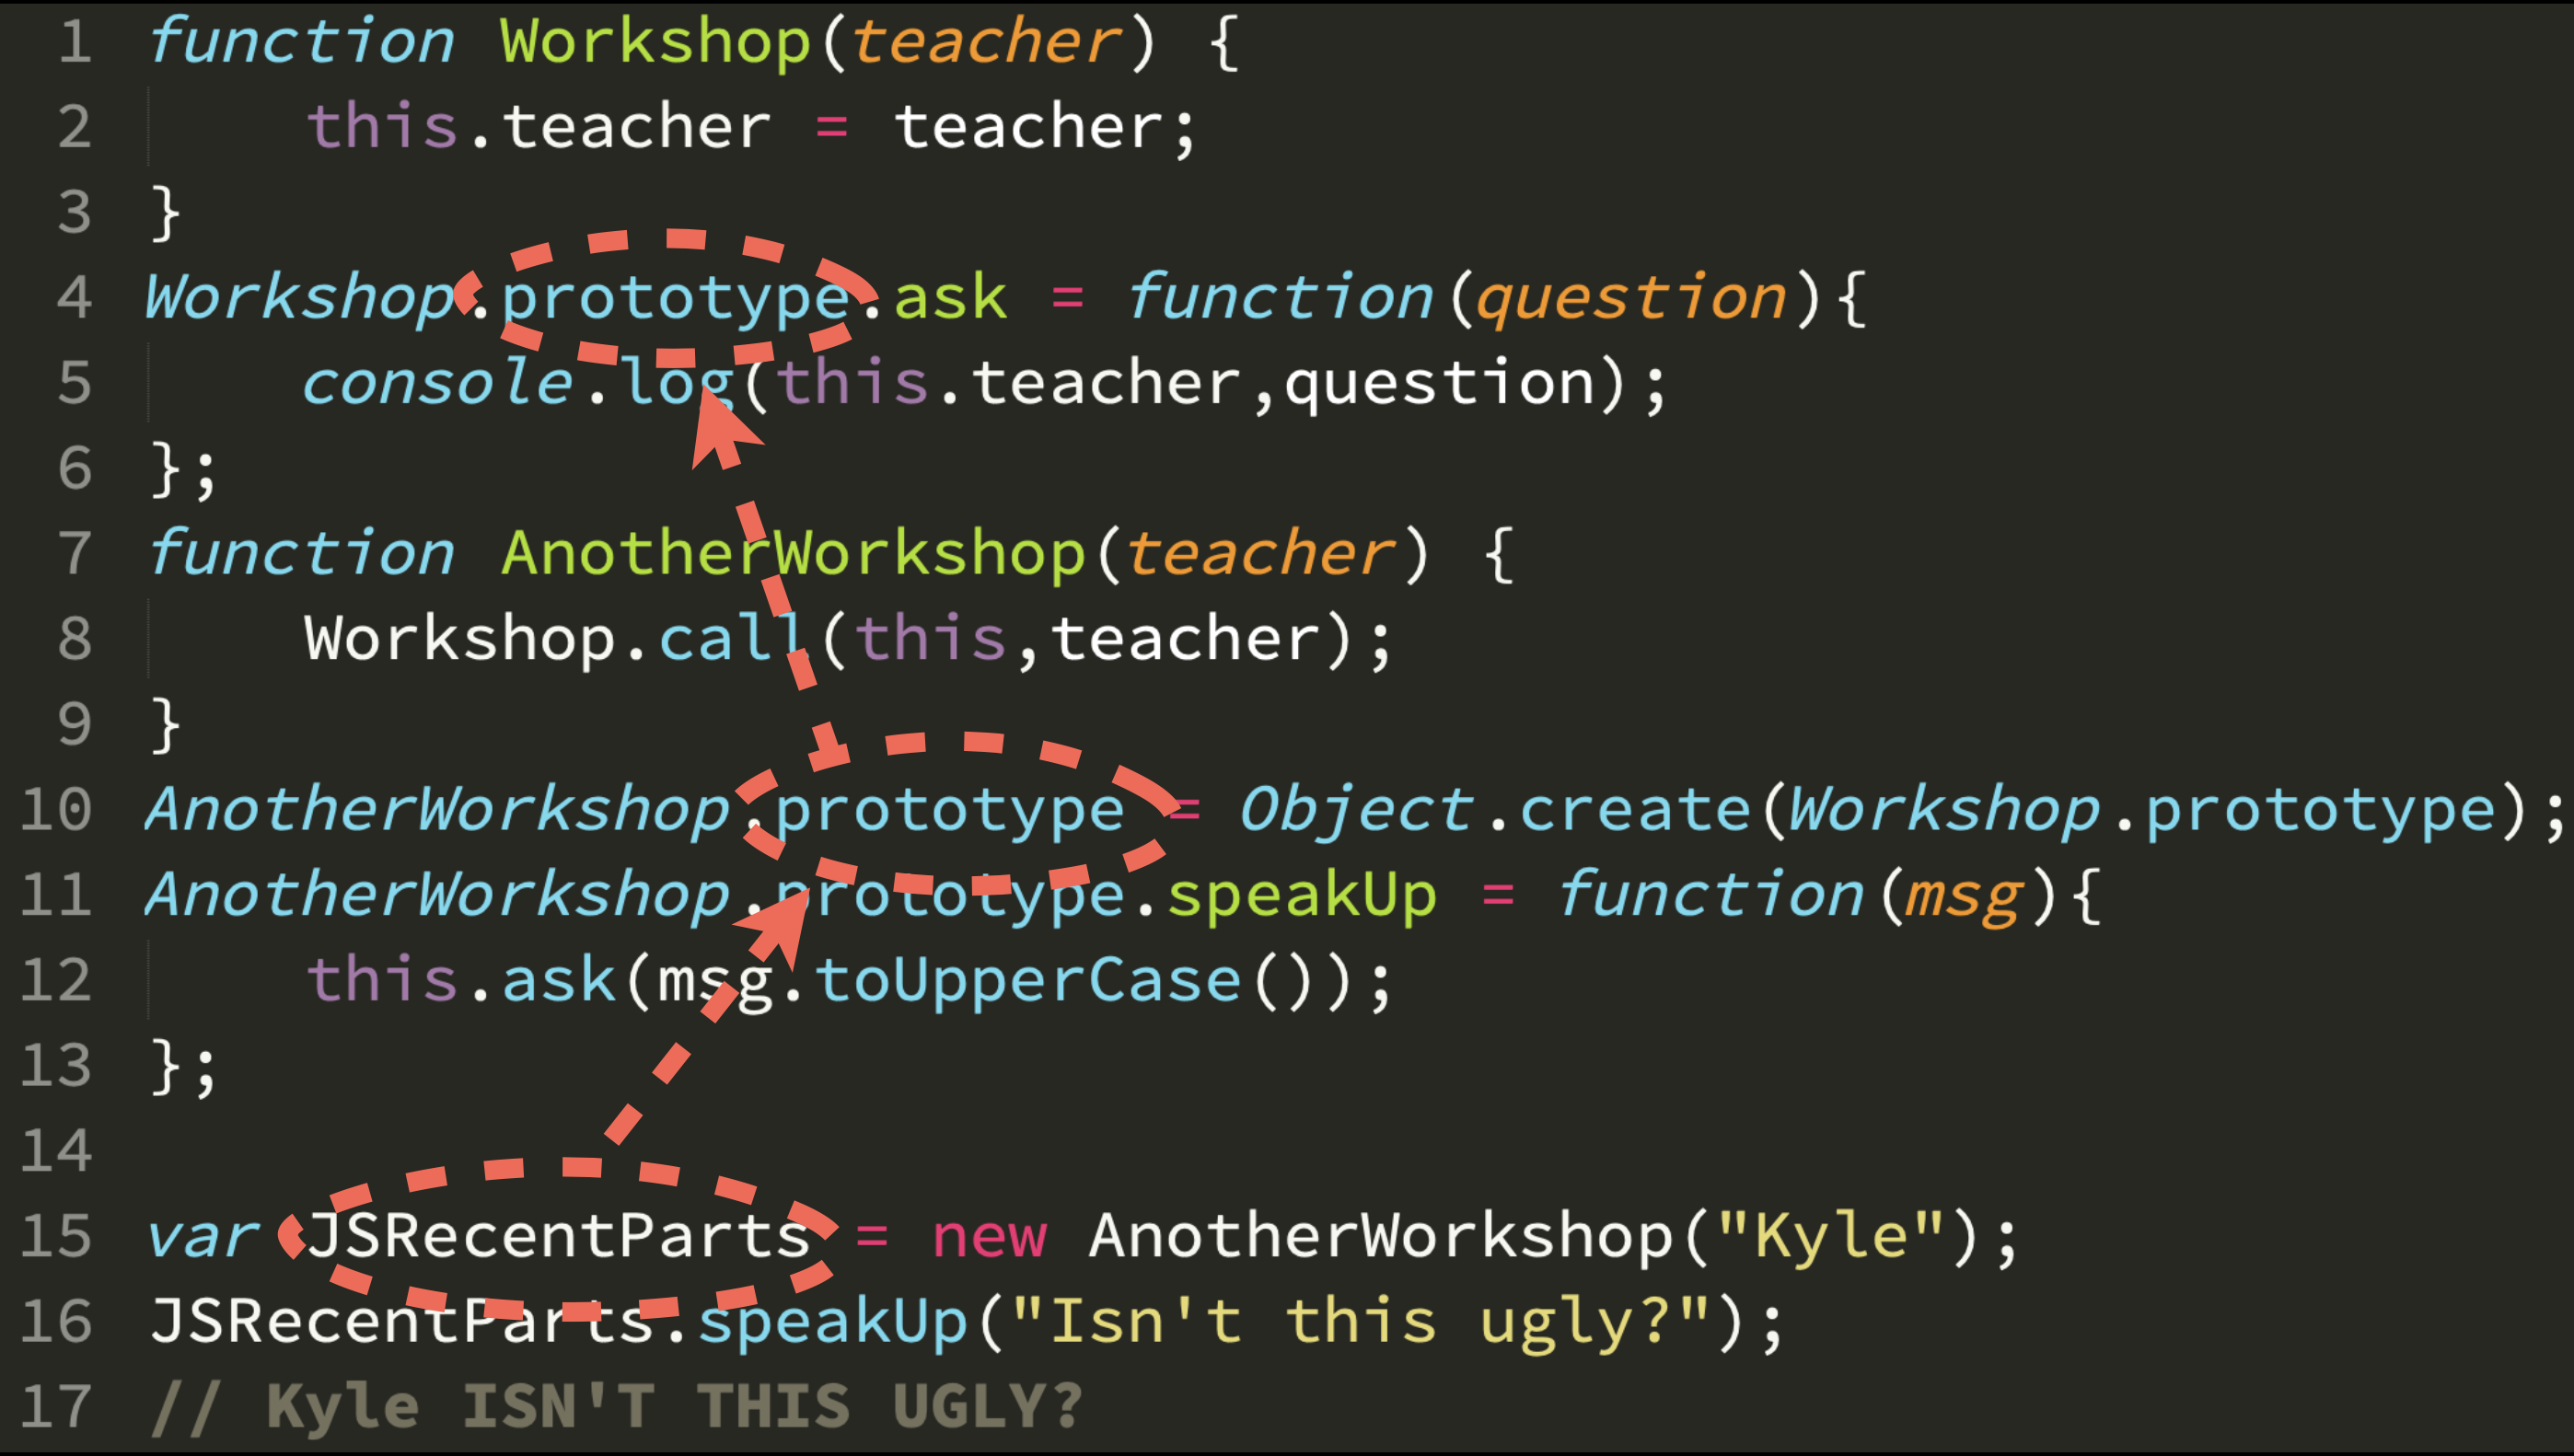 1 function Workshop(teacher) {
2     this.teacher = teacher;
3 }
4 Workshop.prototype.ask = function(question){
5     console.log(this.teacher,question);
6 };
7 function AnotherWorkshop(teacher) {
8     Workshop.call(this,teacher);
9 }
10 AnotherWorkshop.prototype = Object.create(Workshop.prototype);
11 AnotherWorkshop.prototype.speakUp = function(msg){
12     this.ask(msg.toUpperCase());
13 };
14
15 var JSRecentParts = new AnotherWorkshop("Kyle");
16 JSRecentParts.speakUp("Isn't this ugly?");
17 // Kyle ISN'T THIS UGLY?